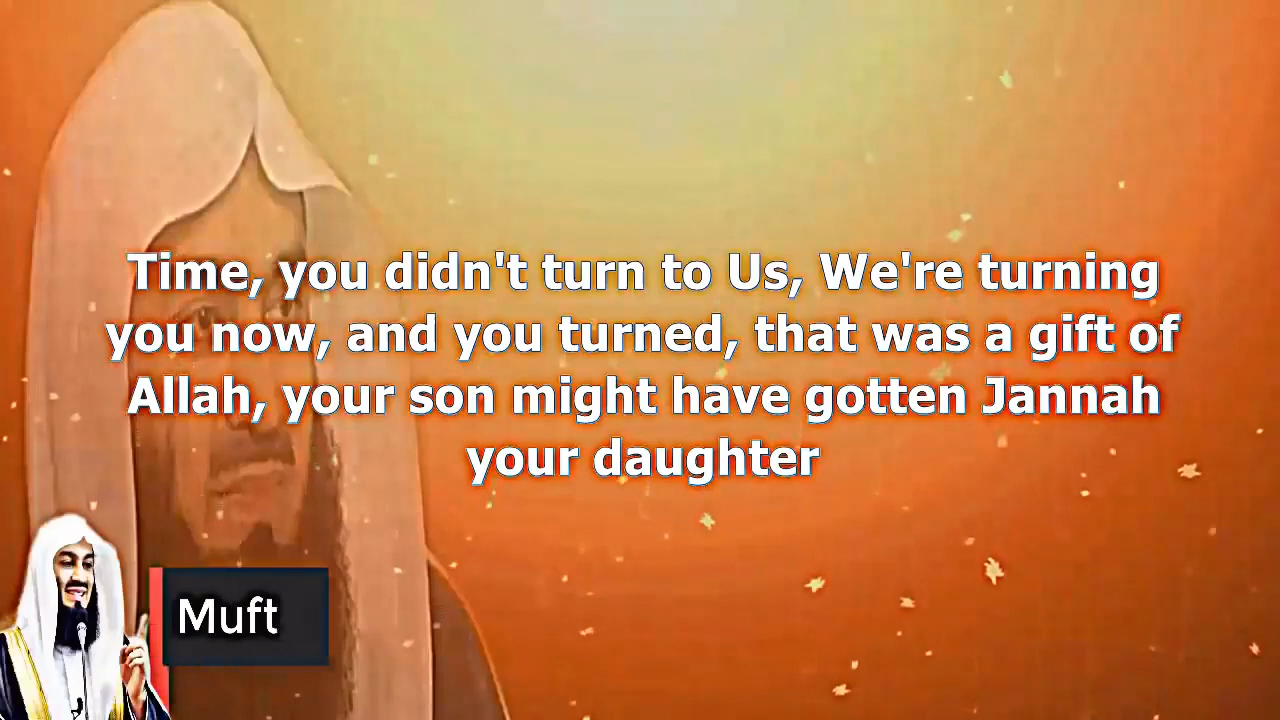 Time, you didn't turn to Us, We're turning
you now, and you turned, that was a gift of
Allah, your son might have gotten Jannah
your daughter
Muft